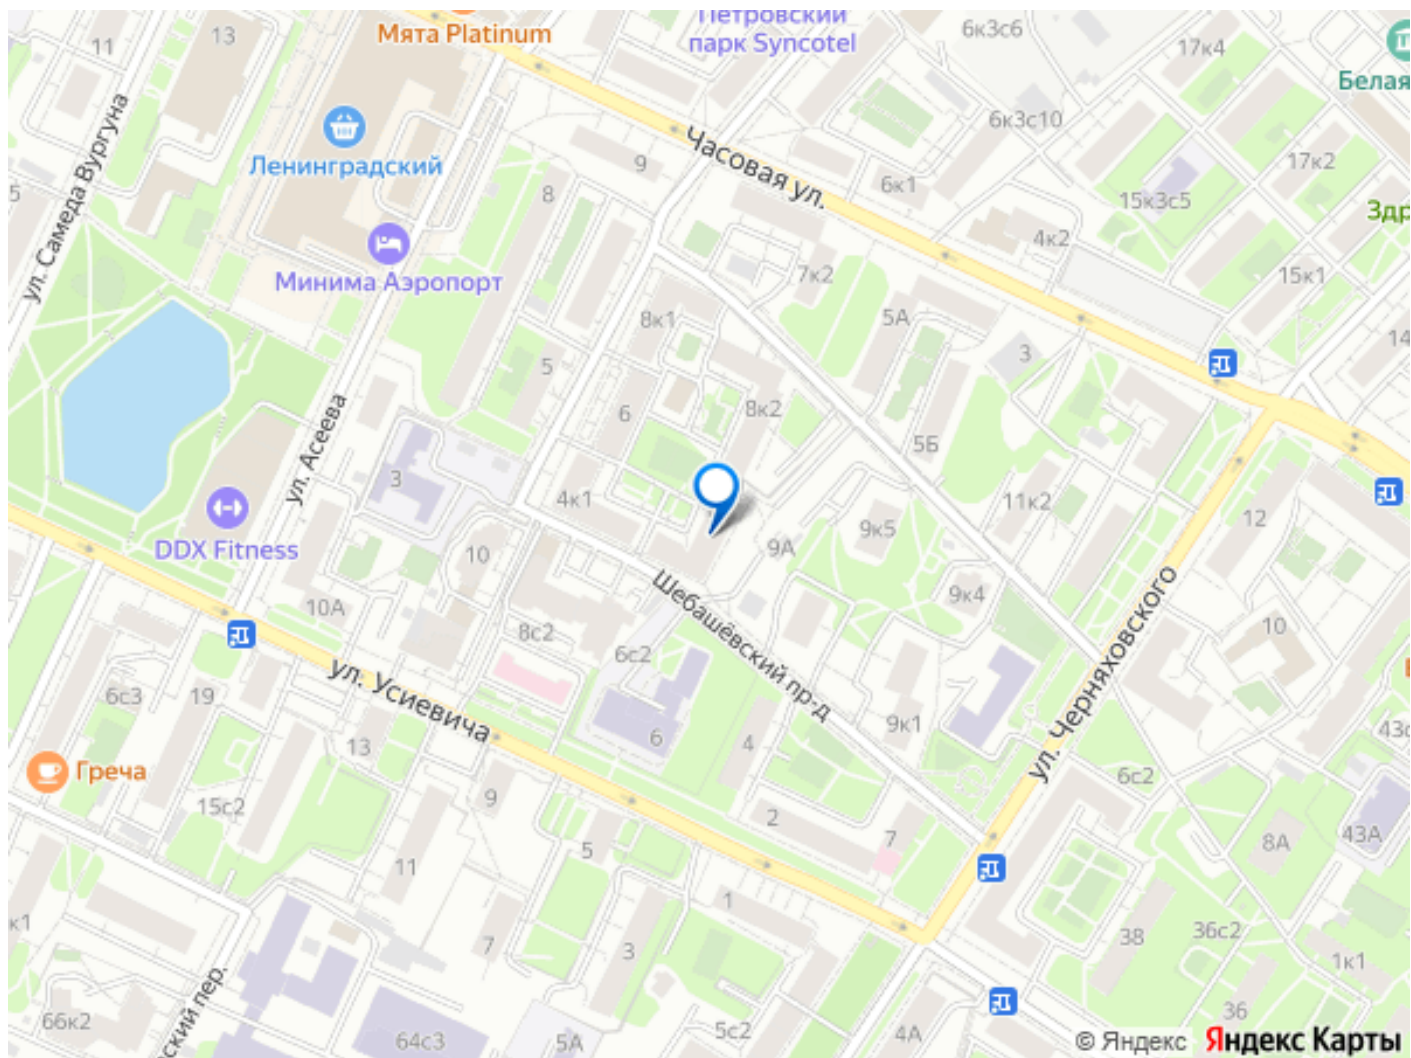 Мята Platinum
Петровский
парк Syncotel
11
13
6к3с6
17к4
Белая
ул. Самеда Вургуна
Ленинградский
9
Часовая ул.
6к3с10
17к2
5
8
6к1
15к3с5
Здр
4к2
Минима Аэропорт
7к2
15к1
8к1
5А
3
14
5
6
8к2
5Б
ул. Асеева
3
4к1
11к2
12
DDX Fitness
10
9А
9к5
9к4
10А
8с2
Шебашёвский пр-д
6с2
10
ул. Черняховского
ул. Усиевича
6с3
19
13
6
4
9к1
43с
Греча
6с2
15с2
9
2
7
8А
43А
11
5
1
к1
7
3
38
36с2
1к1
ский пер.
66к2
64с3
5А
5с2
4А
36
© Яндекс Яндекс Карты